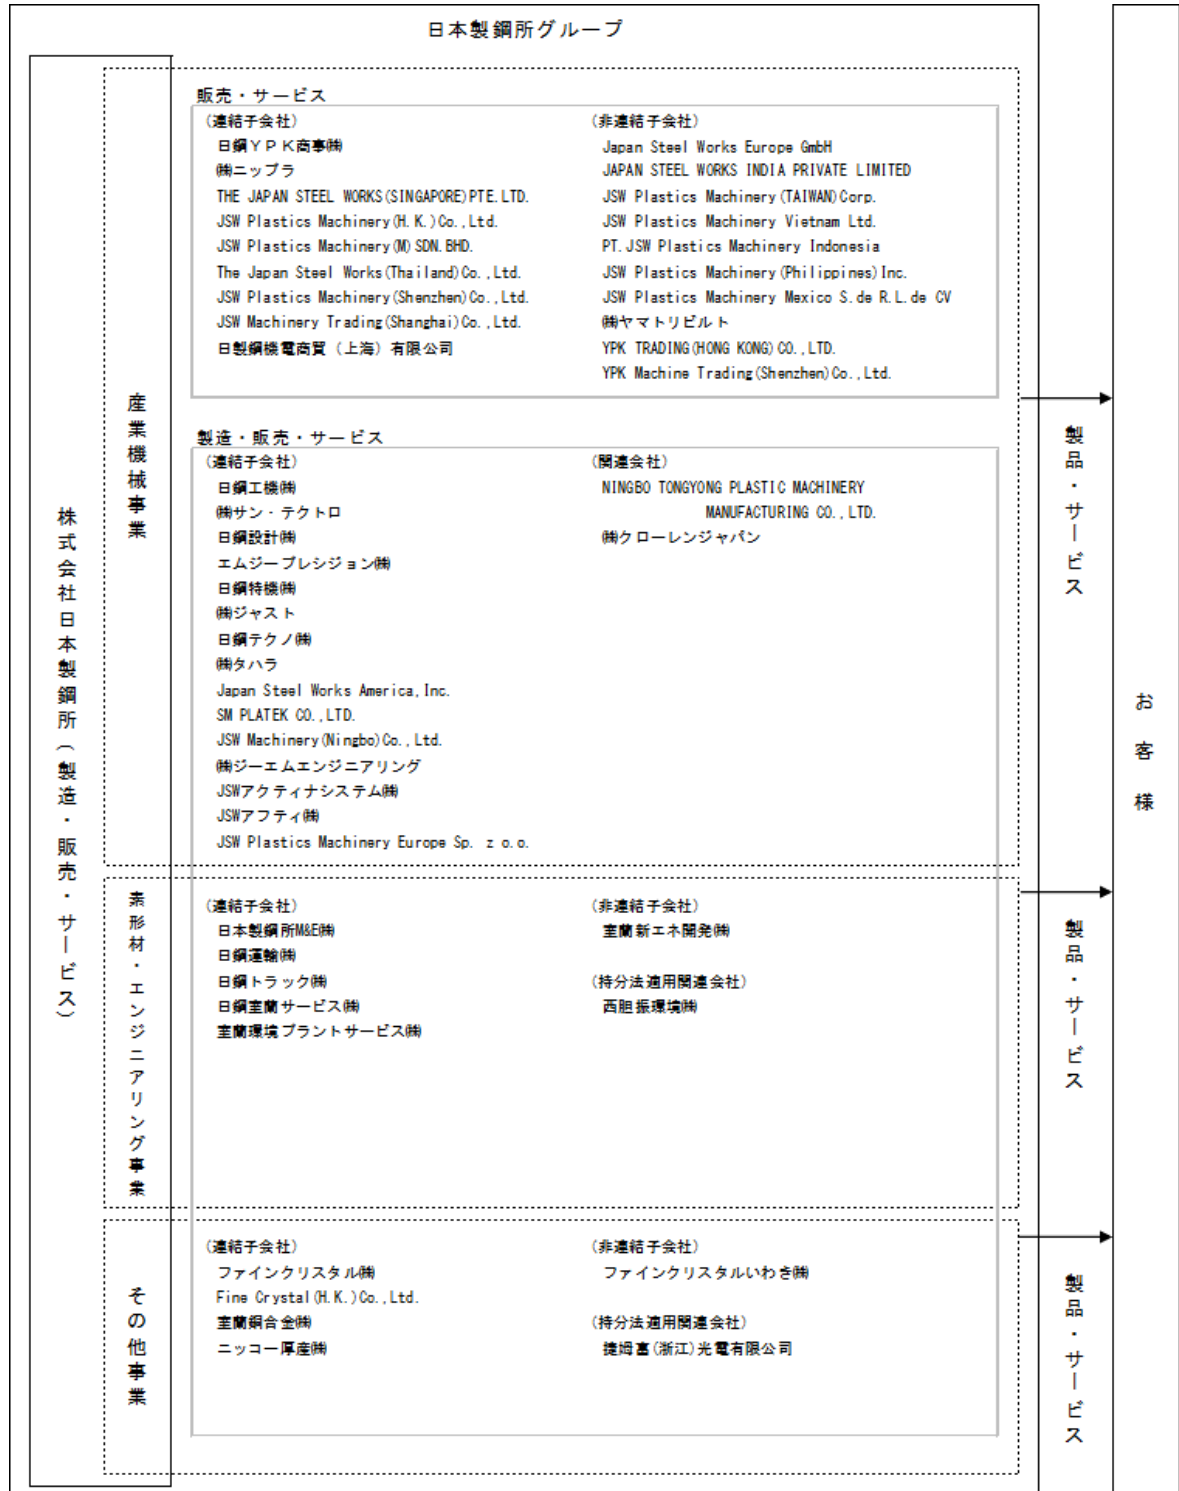 日本製鋼所グループ
株式会社日本製鋼所(製造・販売・サービス)
産業機械事業
販売・サービス
(連結子会社)
日鋼YPK商事㈱
㈱ニップラ
THE JAPAN STEEL WORKS(SINGAPORE)PTE.LTD.
JSW Plastics Machinery(H.K.)Co.,Ltd.
JSW Plastics Machinery(M)SDN.BHD.
The Japan Steel Works(Thailand)Co.,Ltd.
JSW Plastics Machinery(Shenzhen)Co.,Ltd.
JSW Machinery Trading(Shanghai)Co.,Ltd.
日製鋼機電商貿(上海)有限公司
(非連結子会社)
Japan Steel Works Europe GmbH
JAPAN STEEL WORKS INDIA PRIVATE LIMITED
JSW Plastics Machinery(TAIWAN)Corp.
JSW Plastics Machinery Vietnam Ltd.
PT.JSW Plastics Machinery Indonesia
JSW Plastics Machinery(Philippines)Inc.
JSW Plastics Machinery Mexico S.de R.L.de CV
㈱ヤマトリビルト
YPK TRADING(HONG KONG)CO.,LTD.
YPK Machine Trading(Shenzhen)Co.,Ltd.
製造・販売・サービス
(連結子会社)
日鋼工機㈱
㈱サン・テクトロ
日鋼設計㈱
エムジープレシジョン㈱
日鋼特機㈱
㈱ジャスト
日鋼テクノ㈱
㈱タハラ
Japan Steel Works America,Inc.
SM PLATEK CO.,LTD.
JSW Machinery(Ningbo)Co.,Ltd.
㈱ジーエムエンジニアリング
JSWアクティナシステム㈱
JSWアフティ㈱
JSW Plastics Machinery Europe Sp. z o.o.
(関連会社)
NINGBO TONGYONG PLASTIC MACHINERY
MANUFACTURING CO.,LTD.
㈱クローレンジャパン
製品・サービス
お客様
素形材・エンジニアリング事業
(連結子会社)
日本製鋼所M&E㈱
日鋼運輸㈱
日鋼トラック㈱
日鋼室蘭サービス㈱
室蘭環境プラントサービス㈱
(非連結子会社)
室蘭新エネ開発㈱
(持分法適用関連会社)
西胆振環境㈱
製品・サービス
その他事業
(連結子会社)
ファインクリスタル㈱
Fine Crystal(H.K.)Co.,Ltd.
室蘭銅合金㈱
ニッコー厚産㈱
(非連結子会社)
ファインクリスタルいわき㈱
(持分法適用関連会社)
捷姆富(浙江)光電有限公司
製品・サービス